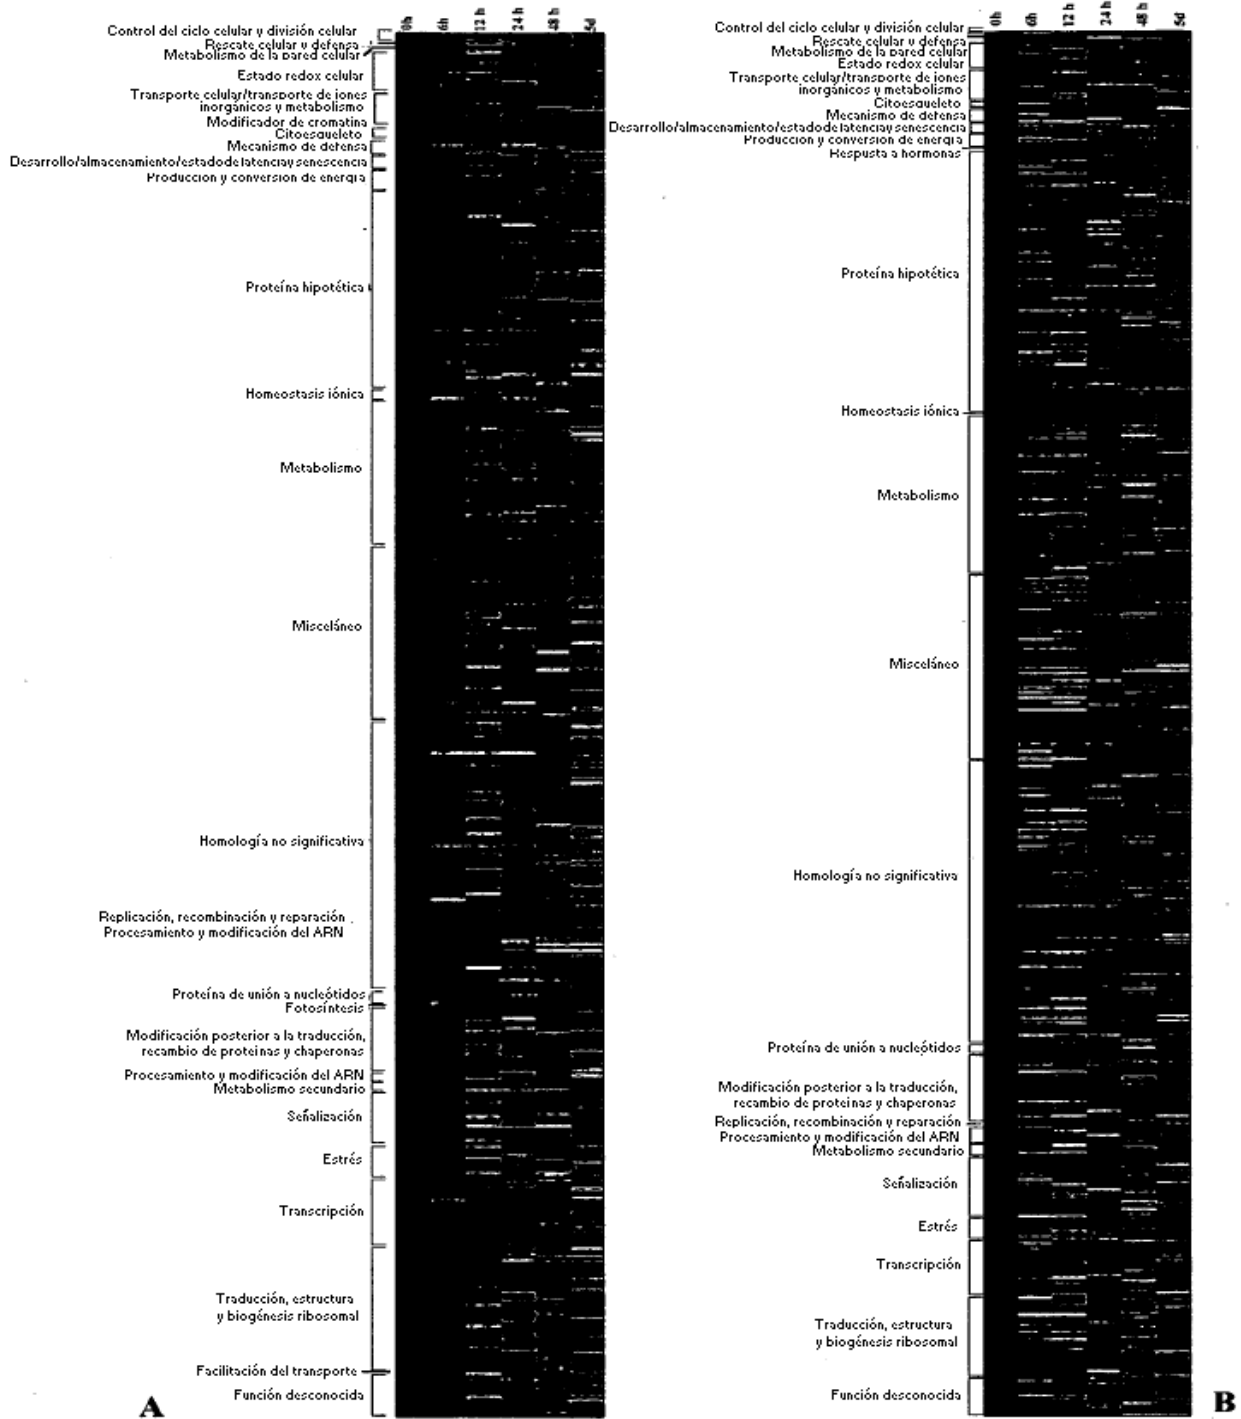 0h 6h 12 h 24 h 48 h 5d
Control del ciclo celular y división celular
Rescate celular y defensa
Metabolismo de la pared celular
Estado redox celular
Transporte celular/transporte de iones
inorgánicos y metabolismo
Modificador de cromatina
Citoesqueleto
Mecanismo de defensa
Desarrollo/almacenamiento/estado de latencia y senescencia
Produccion y conversion de energia
Proteína hipotética
Homeostasis iónica
Metabolismo
Misceláneo
Homología no significativa
Replicación, recombinación y reparación
Procesamiento y modificación del ARN
Proteína de unión a nucleótidos
Fotosíntesis
Modificación posterior a la traducción,
recambio de proteinas y chaperonas
Procesamiento y modificación del ARN
Metabolismo secundario
Señalización
Estrés
Transcripción
Traducción, estructura
y biogénesis ribosomal
Facilitación del transporte
Función desconocida
A
0h 6h 12 h 24 h 48 h 5d
Control del ciclo celular y división celular
Rescate celular y defensa
Metabolismo de la pared celular
Estado redox celular
Transporte celular/transporte de iones
inorgánicos y metabolismo
Citoesqueleto
Mecanismo de defensa
Desarrollo/almacenamiento/estado de latencia y senescencia
Producción y conversión de energia
Respusta a hormonas
Proteína hipotética
Homeostasis iónica
Metabolismo
Misceláneo
Homología no significativa
Proteína de unión a nucleótidos
Modificación posterior a la traducción,
recambio de proteinas y chaperonas
Replicación, recombinación y reparación
Procesamiento y modificación del ARN
Metabolismo secundario
Señalización
Estrés
Transcripción
Traducción, estructura
y biogénesis ribosomal
Función desconocida
B